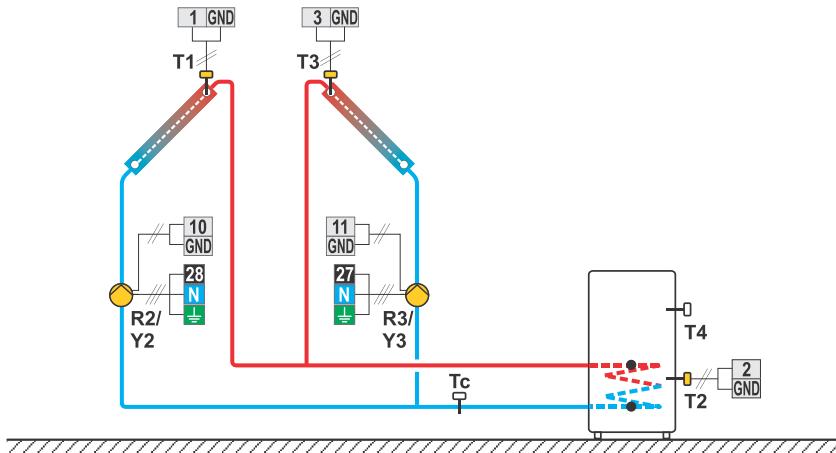 1 GND
3 GND
T1
T3
10
GND
11
GND
28
N
27
N
R2/
Y2
R3/
Y3
T4
Tc
T2
2
GND